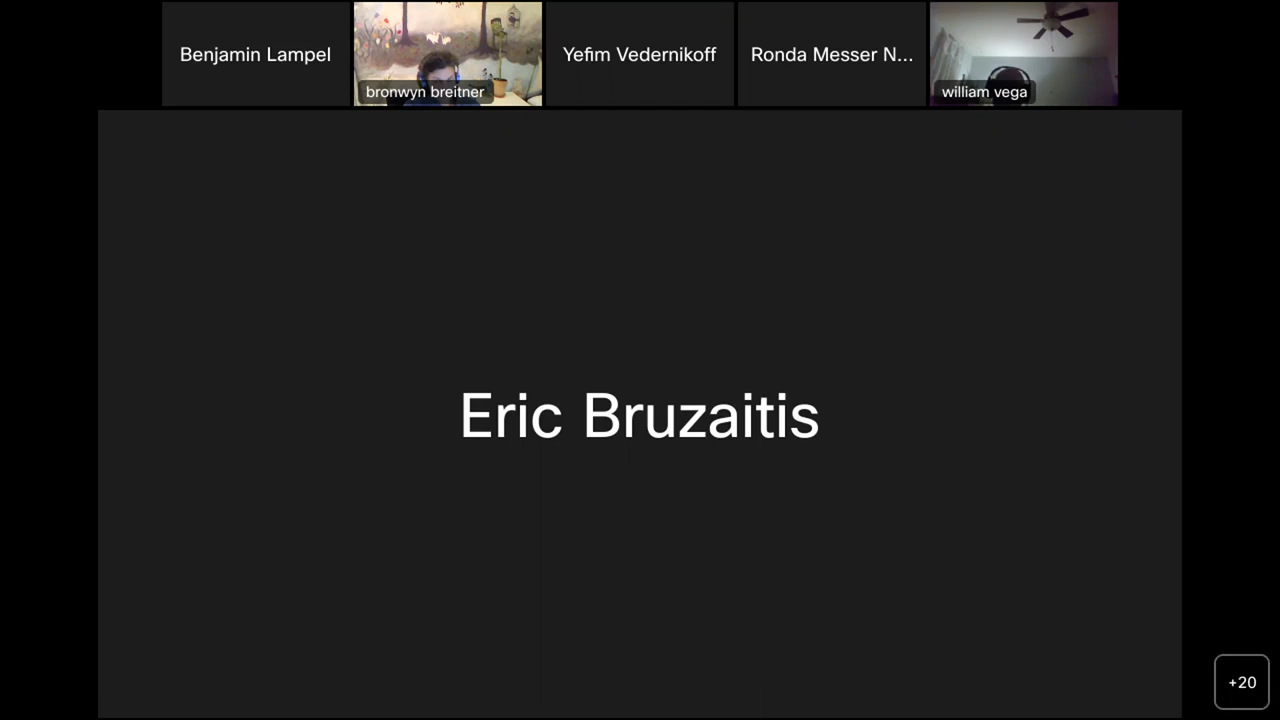 Benjamin Lampel
bronwyn breitner
Yefim Vedernikoff
Ronda Messer N...
william vega
Eric Bruzaitis
+20